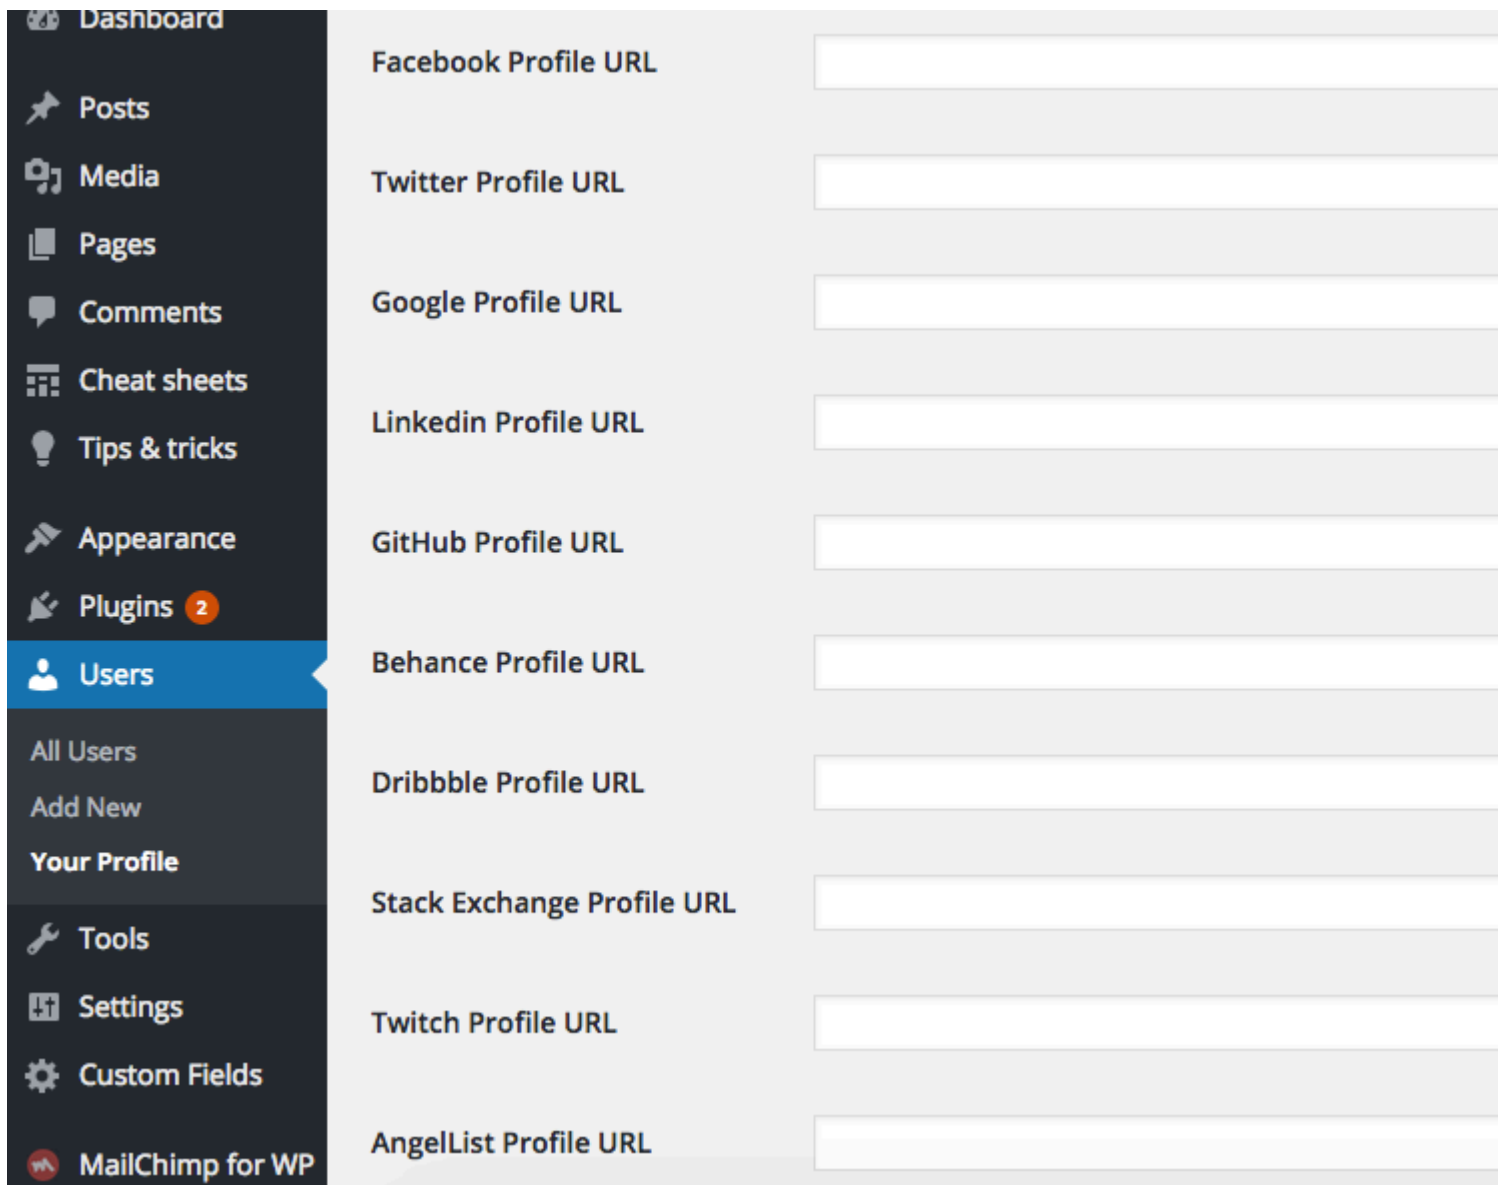 Dashboard
Posts
Media
Pages
Comments
Cheat sheets
Tips & tricks
Appearance
Plugins 2
Users
All Users
Add New
Your Profile
Tools
Settings
Custom Fields
MailChimp for WP
Facebook Profile URL
Twitter Profile URL
Google Profile URL
Linkedin Profile URL
GitHub Profile URL
Behance Profile URL
Dribbble Profile URL
Stack Exchange Profile URL
Twitch Profile URL
AngelList Profile URL